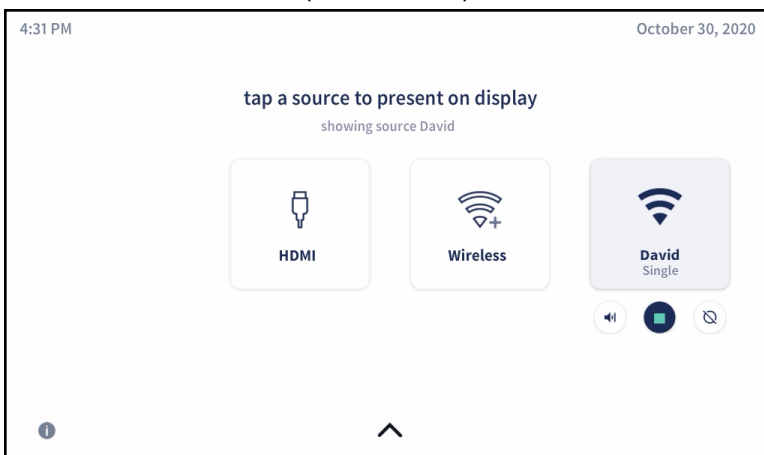 4:31 PM
October 30, 2020
tap a source to present on display
showing source David
HDMI
Wireless
David
Single